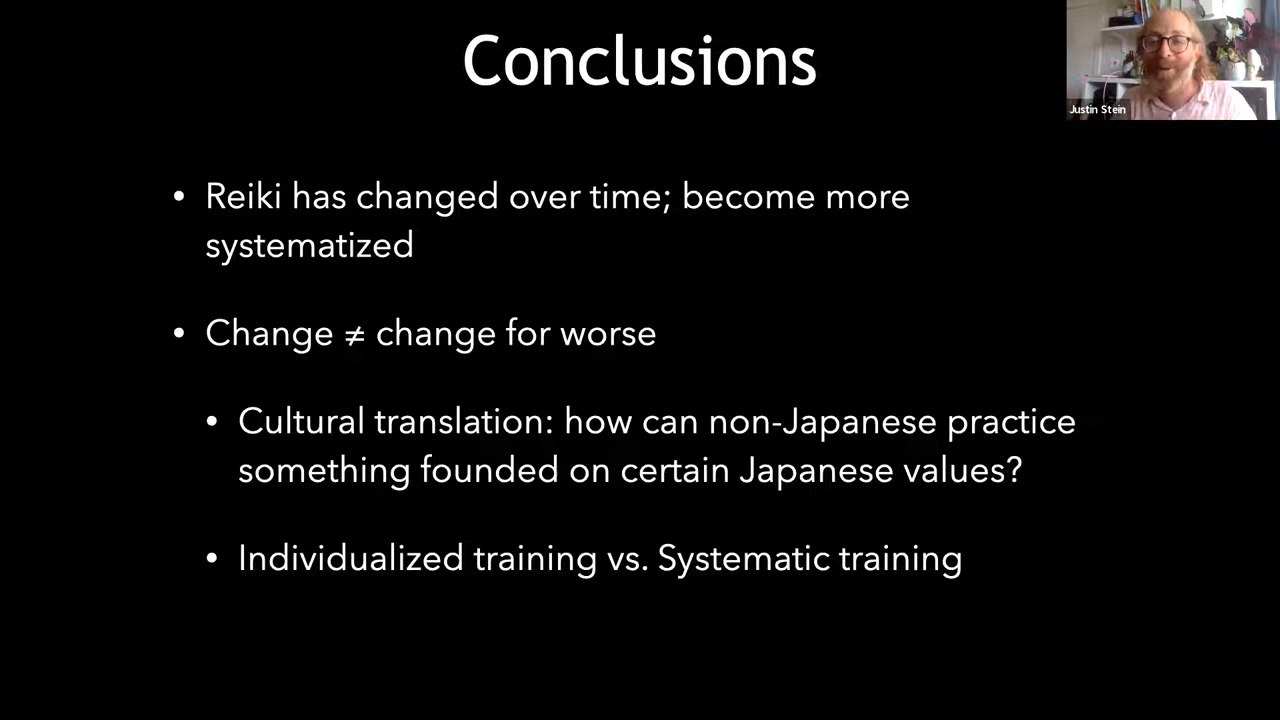 Conclusions
Justin Stein
• Reiki has changed over time; become more
systematized
• Change ≠ change for worse
• Cultural translation: how can non-Japanese practice
something founded on certain Japanese values?
• Individualized training vs. Systematic training